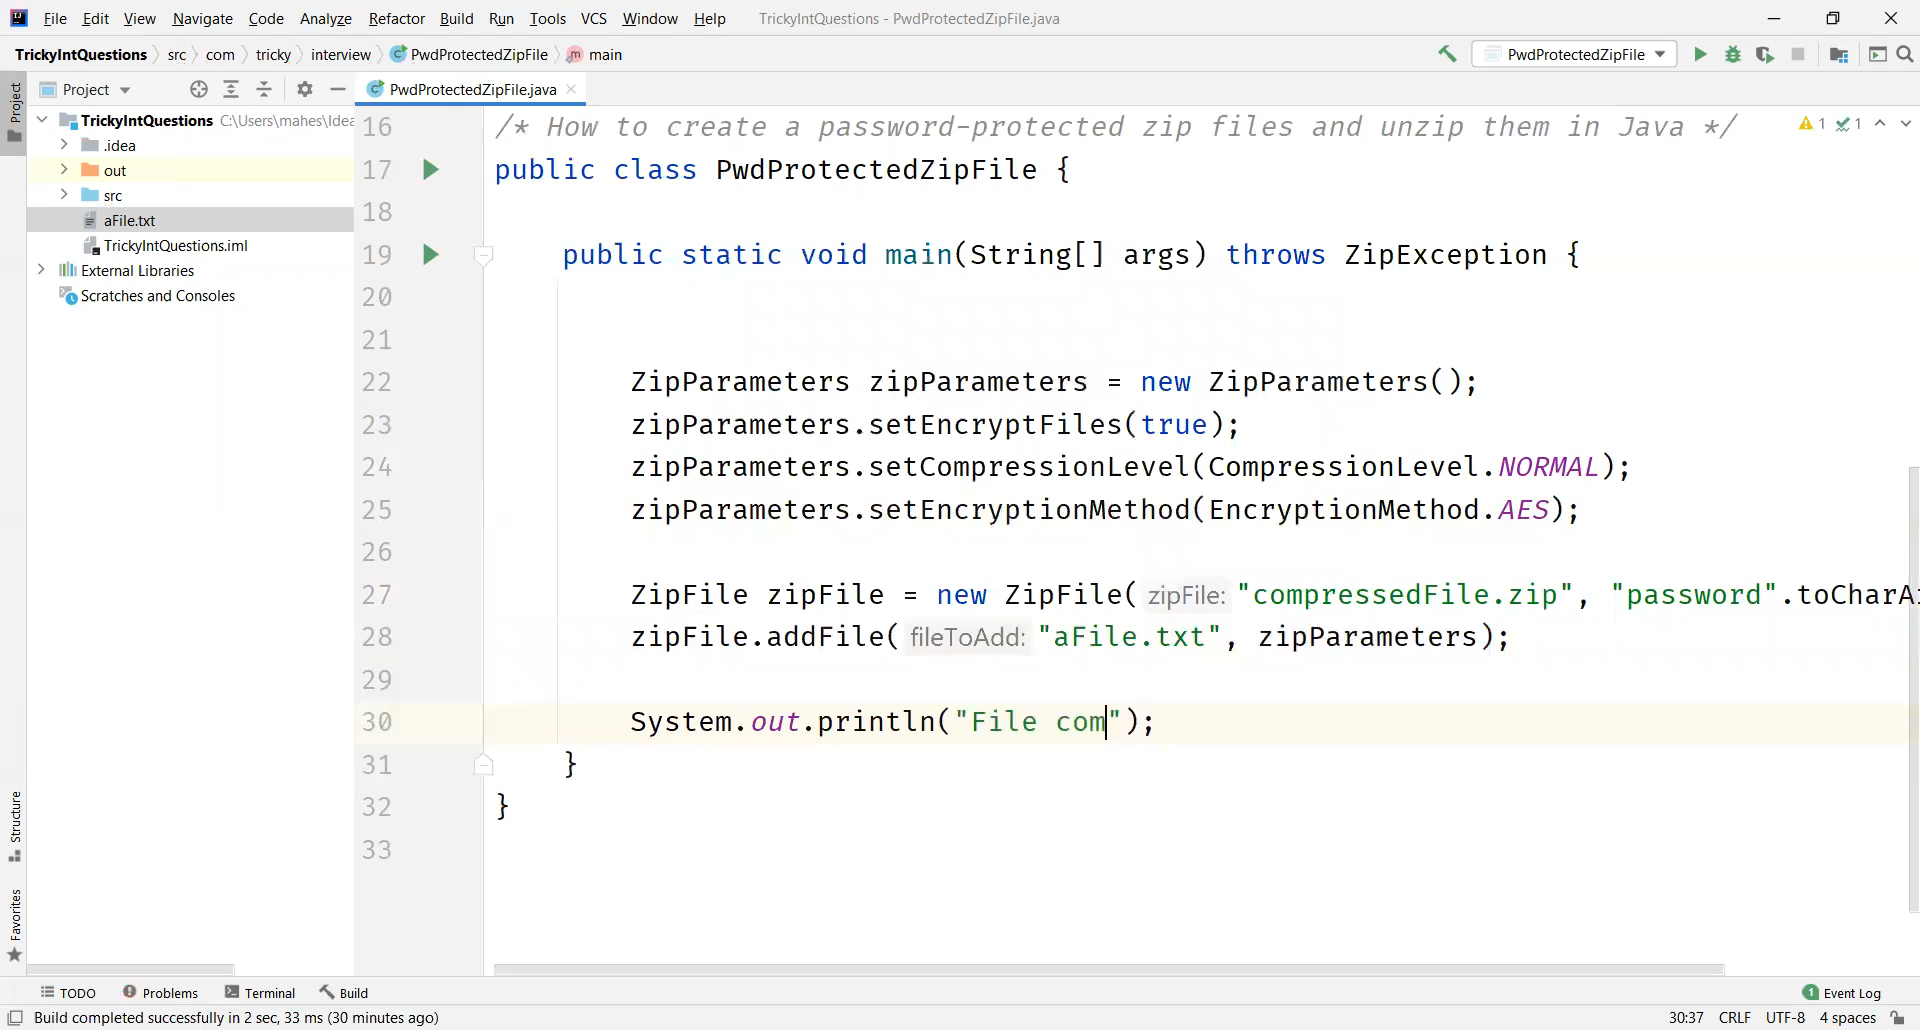 File Edit View Navigate Code Analyze Refactor Build Run Tools VCS Window Help TrickyIntQuestions - PwdProtectedZipFile.java
TrickyIntQuestions src com tricky interview PwdProtectedZipFile main PwdProtectedZipFile
Project PwdProtectedZipFile.java
Project
TrickyIntQuestions C:\Users\mahes\Idea
.idea
out
src
aFile.txt
TrickyIntQuestions.iml
External Libraries
Scratches and Consoles
16 /* How to create a password-protected zip files and unzip them in Java */ 1 1
17 public class PwdProtectedZipFile {
18
19 public static void main(String[] args) throws ZipException {
20
21
22 ZipParameters zipParameters = new ZipParameters();
23 zipParameters.setEncryptFiles(true);
24 zipParameters.setCompressionLevel(CompressionLevel.NORMAL);
25 zipParameters.setEncryptionMethod(EncryptionMethod.AES);
26
27 ZipFile zipFile = new ZipFile( zipFile: "compressedFile.zip", "password".toCharA
28 zipFile.addFile( fileToAdd: "aFile.txt", zipParameters);
29
30 System.out.println("File com");
31 }
32 }
33
Structure
Favorites
TODO Problems Terminal Build 1 Event Log
Build completed successfully in 2 sec, 33 ms (30 minutes ago) 30:37 CRLF UTF-8 4 spaces